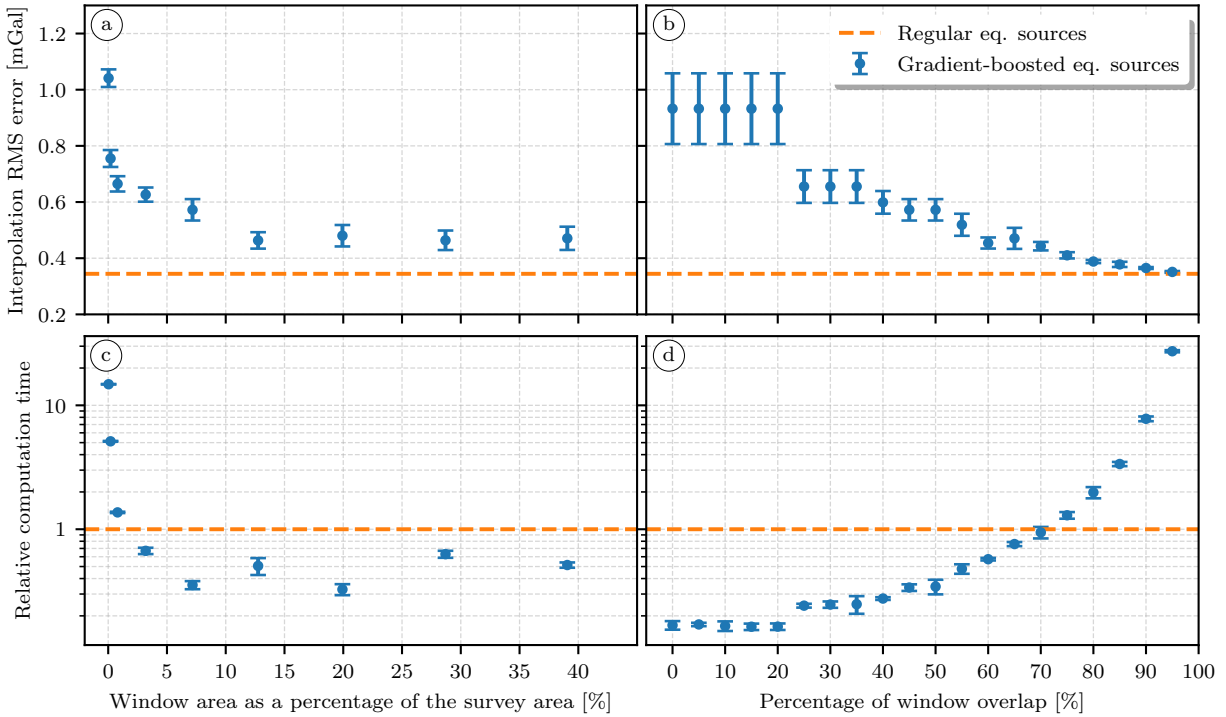 a
b
Regular eq. sources
Gradient-boosted eq. sources
Interpolation RMS error [mGal]
1.2
1.0
0.8
0.6
0.4
0.2
c
d
Relative computation time
10
1
0 5 10 15 20 25 30 35 40
0 10 20 30 40 50 60 70 80 90 100
Window area as a percentage of the survey area [%]
Percentage of window overlap [%]